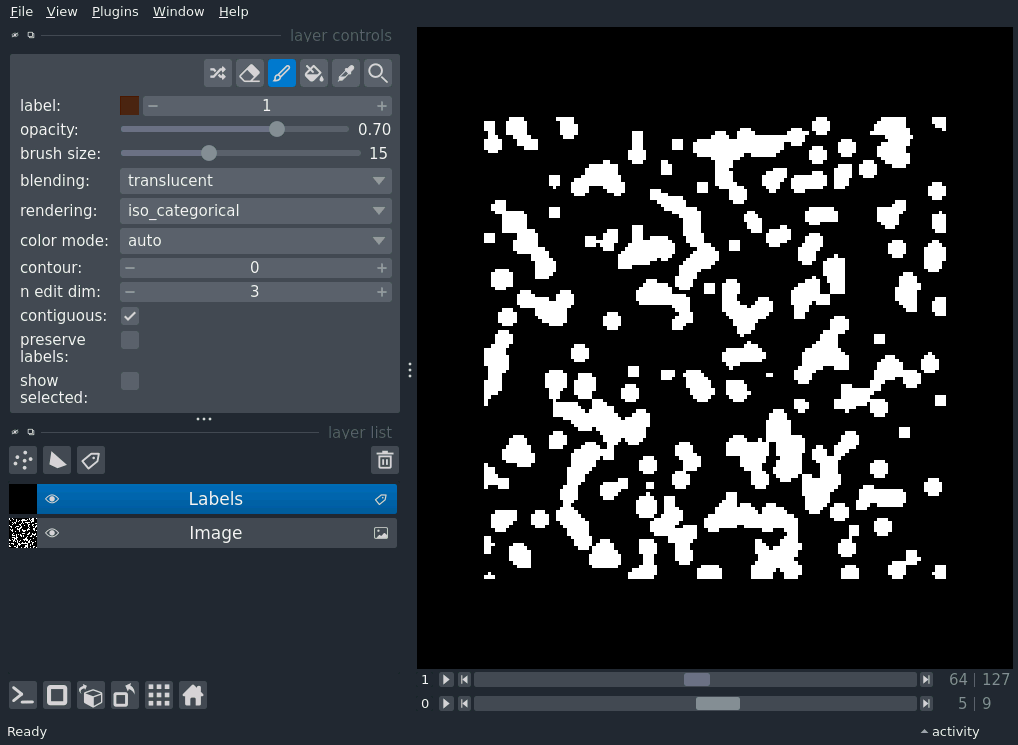 File View Plugins Window Help
layer controls
label: 1
opacity: 0.70
brush size: 15
blending: translucent
rendering: iso_categorical
color mode: auto
contour: 0
n edit dim: 3
contiguous:
preserve
labels:
show
selected:
layer list
Labels
Image
1 64 | 127
0 5 | 9
Ready activity